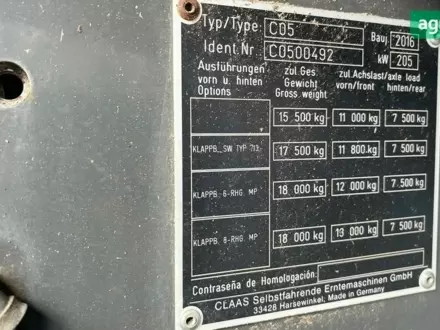 ag
Typ/Type C05 Bauj. 2016
Ident.Nr. C0500492 kW 205
Ausführungen zul.Ges. zul.Achslast/axle load
vorn u. hinten Gewicht vorn/front hinten/rear
Options Gross weight
15 500 kg 11 000 kg 7 500 kg
KLAPPB. SW TYP 713 17 500 kg 11 800 kg 7 500 kg
KLAPPB. 6-RHG. MP 18 000 kg 12 000 kg 7 500 kg
KLAPPB. 8-RHG. MP 18 000 kg 13 000 kg 7 500 kg
Contraseña de Homologación:
CLAAS Selbstfahrende Erntemaschinen GmbH
33428 Harsewinkel, Made in Germany